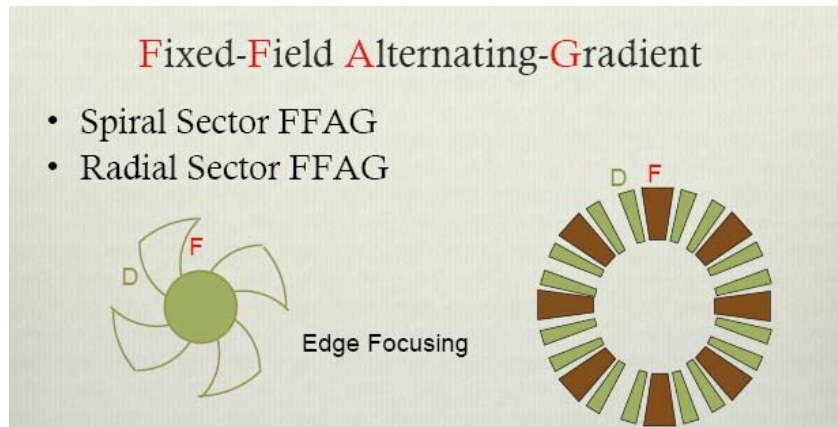 Fixed-Field Alternating-Gradient
• Spiral Sector FFAG
• Radial Sector FFAG
D F
F
D
Edge Focusing